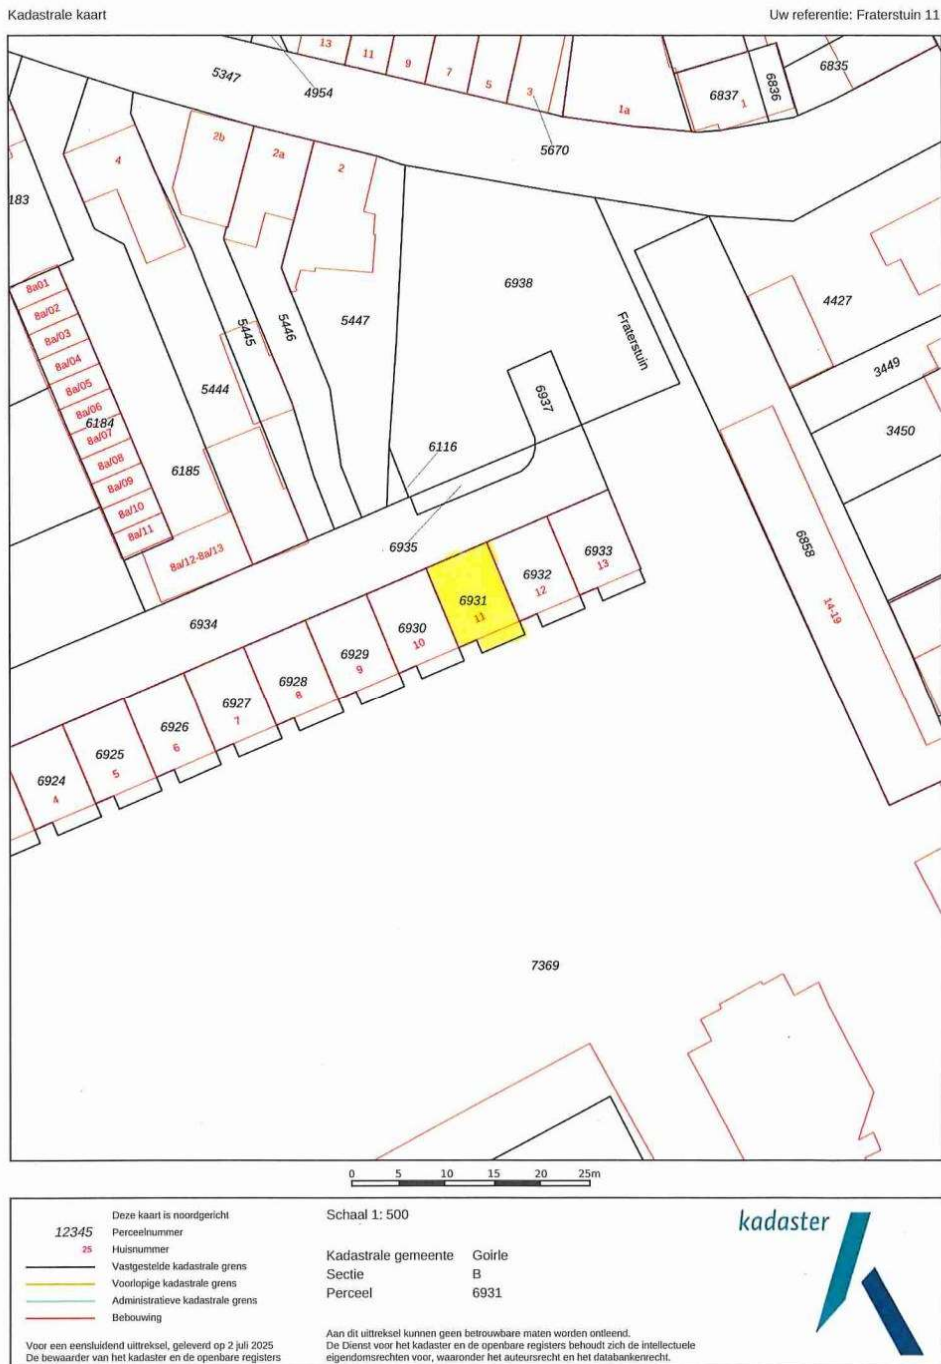 Kadastrale kaart
Uw referentie: Fraterstuin 11
13
11
9
7
5
3
1a
1
5347
4954
6837
6836
6835
5670
4
2b
2a
2
183
8a01
8a/02
8a/03
8a/04
8a/05
8a/06
6184
8a/07
8a/08
8a/09
8a/10
8a/11
8a/12-8a/13
5445
5446
5447
5444
6185
6938
Fraterstuin
4427
3449
3450
6937
6116
6935
6858
14-19
6934
6933
13
6932
12
6931
11
6930
10
6929
9
6928
8
6927
7
6926
6
6925
5
6924
4
7369
0 5 10 15 20 25m
Deze kaart is noordgericht
12345 Perceelnummer
25 Huisnummer
Vastgestelde kadastrale grens
Voorlopige kadastrale grens
Administratieve kadastrale grens
Bebouwing
Voor een eensluidend uittreksel, geleverd op 2 juli 2025
De bewaarder van het kadaster en de openbare registers
Schaal 1: 500
Kadastrale gemeente Goirle
Sectie B
Perceel 6931
Aan dit uittreksel kunnen geen betrouwbare maten worden ontleend.
De Dienst voor het kadaster en de openbare registers behoudt zich de intellectuele
eigendomsrechten voor, waaronder het auteursrecht en het databankenrecht.
kadaster